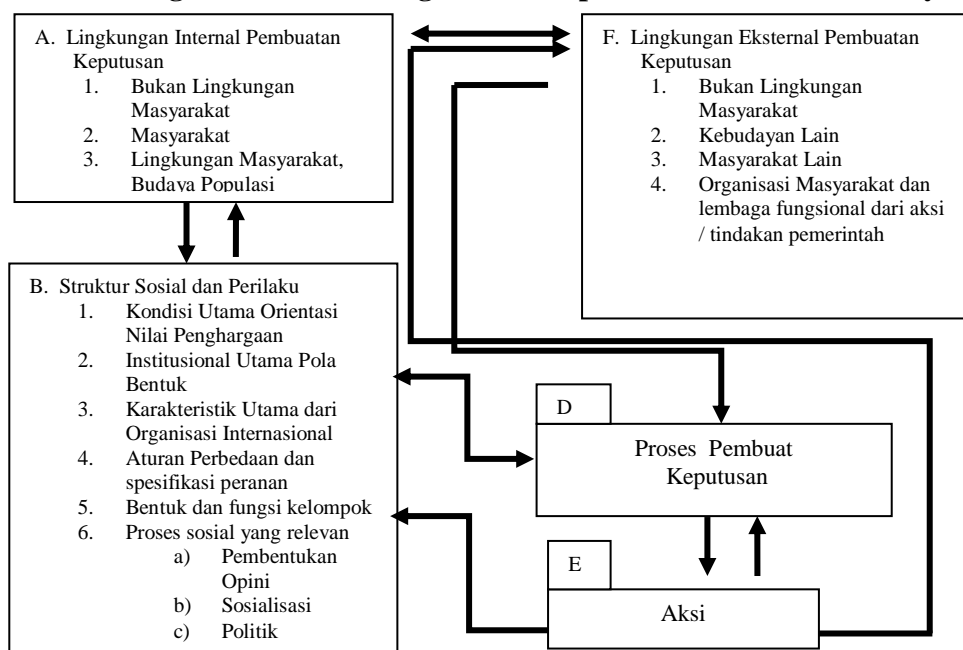 A. Lingkungan Internal Pembuatan
Keputusan
1. Bukan Lingkungan
Masyarakat
2. Masyarakat
3. Lingkungan Masyarakat,
Budaya Populasi
F. Lingkungan Eksternal Pembuatan
Keputusan
1. Bukan Lingkungan
Masyarakat
2. Kebudayan Lain
3. Masyarakat Lain
4. Organisasi Masyarakat dan
lembaga fungsional dari aksi
/ tindakan pemerintah
B. Struktur Sosial dan Perilaku
1. Kondisi Utama Orientasi
Nilai Penghargaan
2. Institusional Utama Pola
Bentuk
3. Karakteristik Utama dari
Organisasi Internasional
4. Aturan Perbedaan dan
spesifikasi peranan
5. Bentuk dan fungsi kelompok
6. Proses sosial yang relevan
a) Pembentukan
Opini
b) Sosialisasi
c) Politik
D
Proses Pembuat
Keputusan
E
Aksi